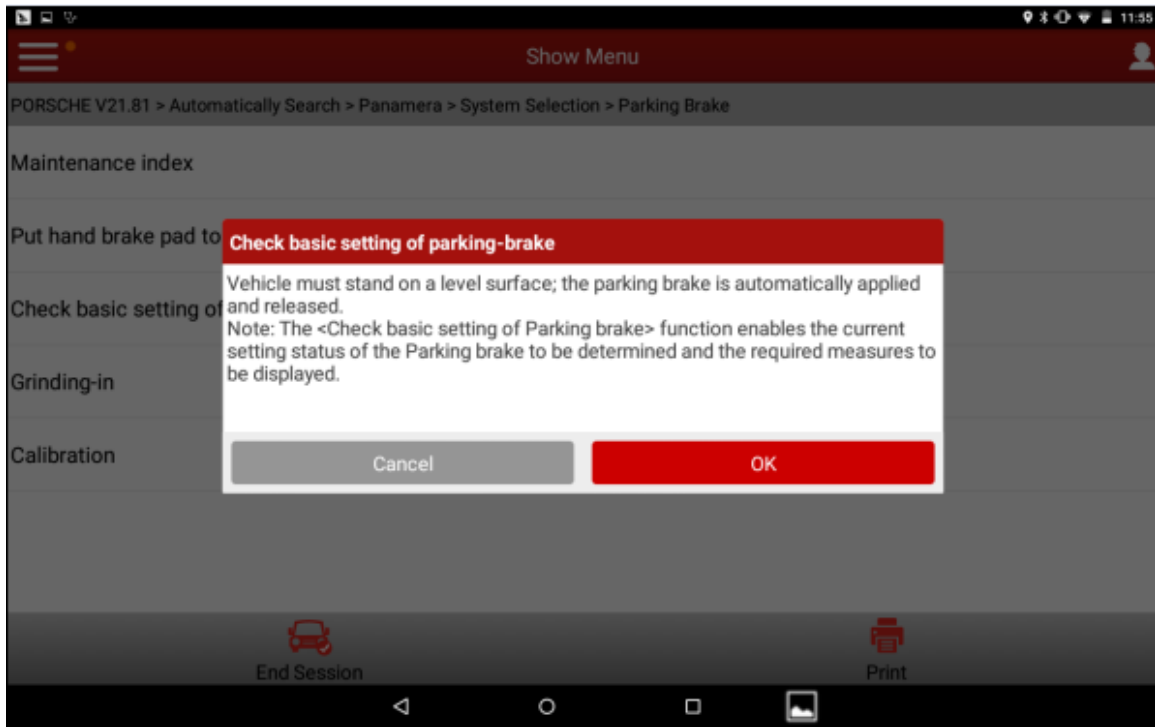 11:55
Show Menu
PORSCHE V21.81 > Automatically Search > Panamera > System Selection > Parking Brake
Maintenance index
Put hand brake pad to
Check basic setting of parking-brake
Vehicle must stand on a level surface; the parking brake is automatically applied
and released.
Check basic setting of
Note: The <Check basic setting of Parking brake> function enables the current
setting status of the Parking brake to be determined and the required measures to
be displayed.
Grinding-in
Calibration
Cancel
OK
End Session
Print